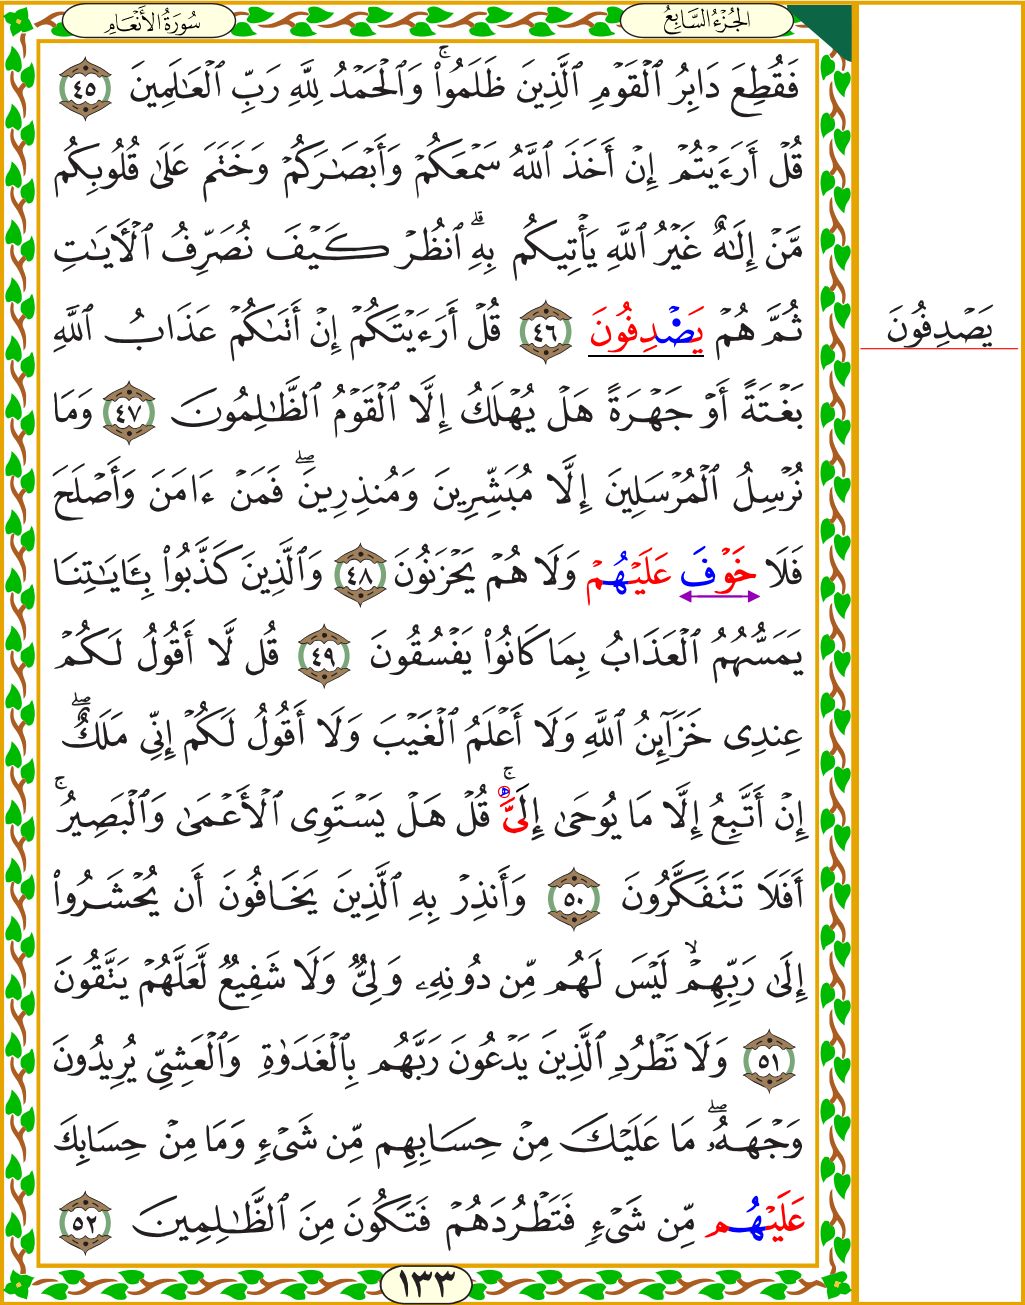 سُورَةُ الأَنْعَامِ
الجُزْءُ السَّابِعُ
فَقُطِعَ دَابِرُ ٱلْقَوْمِ ٱلَّذِينَ ظَلَمُوا۟ ۚ وَٱلْحَمْدُ لِلَّهِ رَبِّ ٱلْعَـٰلَمِينَ ٤٥
قُلْ أَرَءَيْتُمْ إِنْ أَخَذَ ٱللَّهُ سَمْعَكُمْ وَأَبْصَـٰرَكُمْ وَخَتَمَ عَلَىٰ قُلُوبِكُم
مَّنْ إِلَـٰهٌ غَيْرُ ٱللَّهِ يَأْتِيكُم بِهِ ۗ ٱنظُرْ كَيْفَ نُصَرِّفُ ٱلْـَٔايَـٰتِ
ثُمَّ هُمْ يَصْدِفُونَ ٤٦ قُلْ أَرَءَيْتَكُمْ إِنْ أَتَىٰكُمْ عَذَابُ ٱللَّهِ
يَصْدِفُونَ
بَغْتَةً أَوْ جَهْرَةً هَلْ يُهْلَكُ إِلَّا ٱلْقَوْمُ ٱلظَّـٰلِمُونَ ٤٧ وَمَا
نُرْسِلُ ٱلْمُرْسَلِينَ إِلَّا مُبَشِّرِينَ وَمُنذِرِينَ ۖ فَمَنْ ءَامَنَ وَأَصْلَحَ
فَلَا خَوْفَ عَلَيْهُمْ وَلَا هُمْ يَحْزَنُونَ ٤٨ وَٱلَّذِينَ كَذَّبُوا۟ بِـَٔايَـٰتِنَا
يَمَسُّهُمُ ٱلْعَذَابُ بِمَا كَانُوا۟ يَفْسُقُونَ ٤٩ قُل لَّا أَقُولُ لَكُمْ
عِندِى خَزَآئِنُ ٱللَّهِ وَلَا أَعْلَمُ ٱلْغَيْبَ وَلَا أَقُولُ لَكُمْ إِنِّى مَلَكٌ ۖ
إِنْ أَتَّبِعُ إِلَّا مَا يُوحَىٰ إِلَىَّ ۚ قُلْ هَلْ يَسْتَوِى ٱلْأَعْمَىٰ وَٱلْبَصِيرُ ۚ
أَفَلَا تَتَفَكَّرُونَ ٥٠ وَأَنذِرْ بِهِ ٱلَّذِينَ يَخَافُونَ أَن يُحْشَرُوا۟
إِلَىٰ رَبِّهِمْ ۙ لَيْسَ لَهُم مِّن دُونِهِۦ وَلِىٌّ وَلَا شَفِيعٌ لَّعَلَّهُمْ يَتَّقُونَ
٥١ وَلَا تَطْرُدِ ٱلَّذِينَ يَدْعُونَ رَبَّهُم بِٱلْغَدَوٰةِ وَٱلْعَشِىِّ يُرِيدُونَ
وَجْهَهُۥ ۖ مَا عَلَيْكَ مِنْ حِسَابِهِم مِّن شَىْءٍ وَمَا مِنْ حِسَابِكَ
عَلَيْهُم مِّن شَىْءٍ فَتَطْرُدَهُمْ فَتَكُونَ مِنَ ٱلظَّـٰلِمِينَ ٥٢
١٣٣